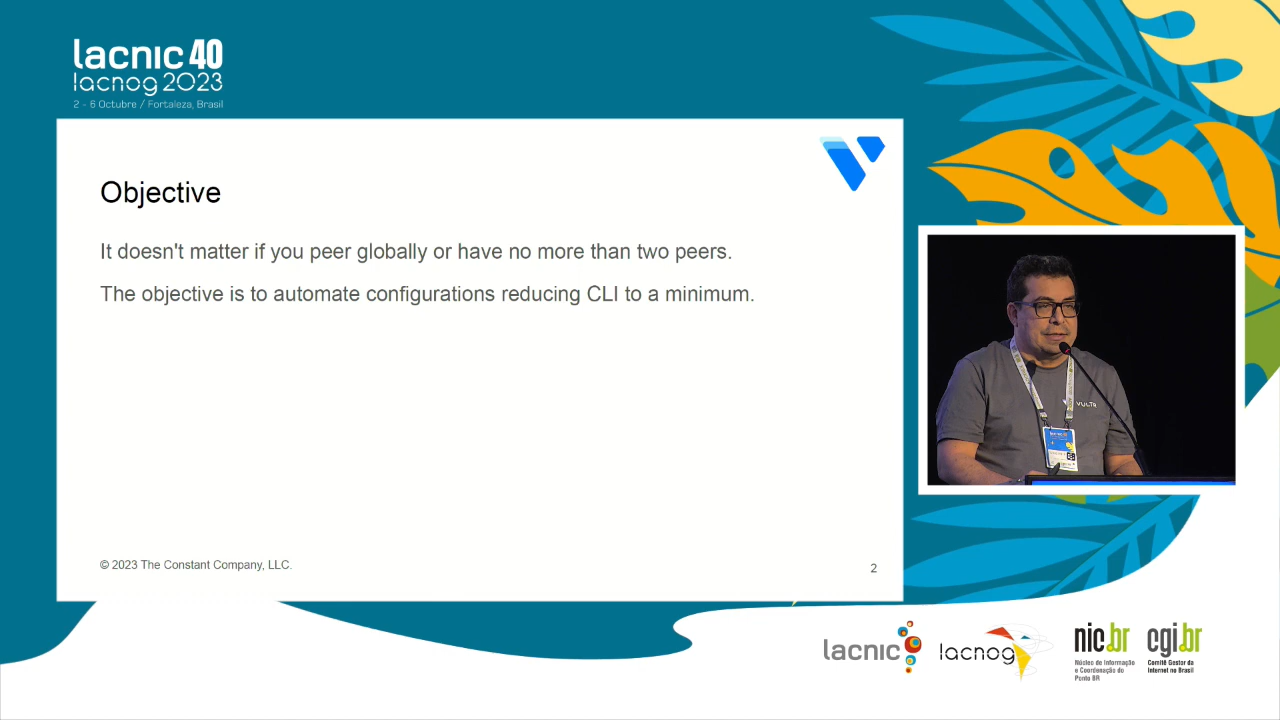 lacnic 40
lacnog 2023
2 - 6 Octubre / Fortaleza, Brasil
Objective
It doesn't matter if you peer globally or have no more than two peers.
The objective is to automate configurations reducing CLI to a minimum.
© 2023 The Constant Company, LLC.
2
VULTR
lacnic
lacnog
nic.br
Núcleo de Informação
e Coordenação do
Ponto BR
cgi.br
Comitê Gestor da
Internet no Brasil